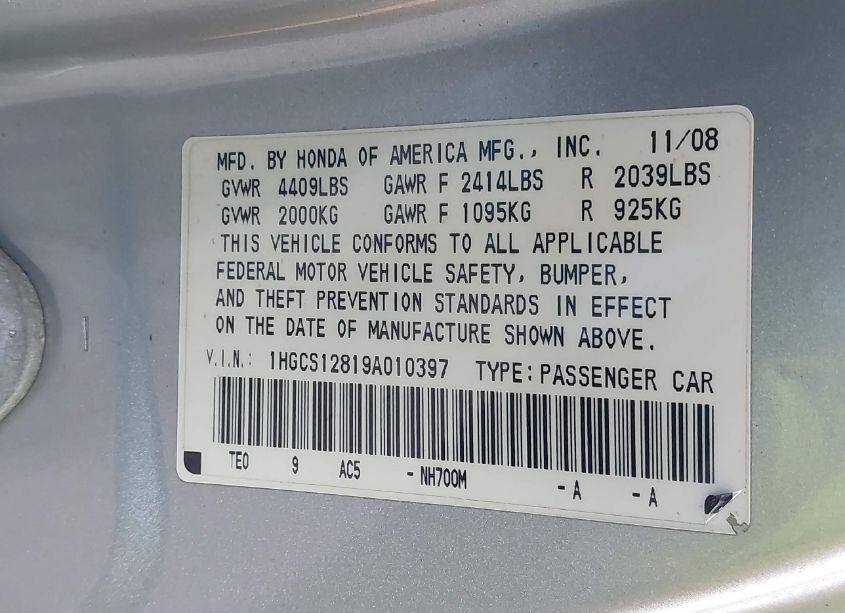 MFD. BY HONDA OF AMERICA MFG., INC. 11/08
GVWR 4409LBS GAWR F 2414LBS R 2039LBS
GVWR 2000KG GAWR F 1095KG R 925KG
THIS VEHICLE CONFORMS TO ALL APPLICABLE
FEDERAL MOTOR VEHICLE SAFETY, BUMPER,
AND THEFT PREVENTION STANDARDS IN EFFECT
ON THE DATE OF MANUFACTURE SHOWN ABOVE.
V.I.N.: 1HGCS12819A010397 TYPE:PASSENGER CAR
TE0 9 AC5 - NH700M - A - A